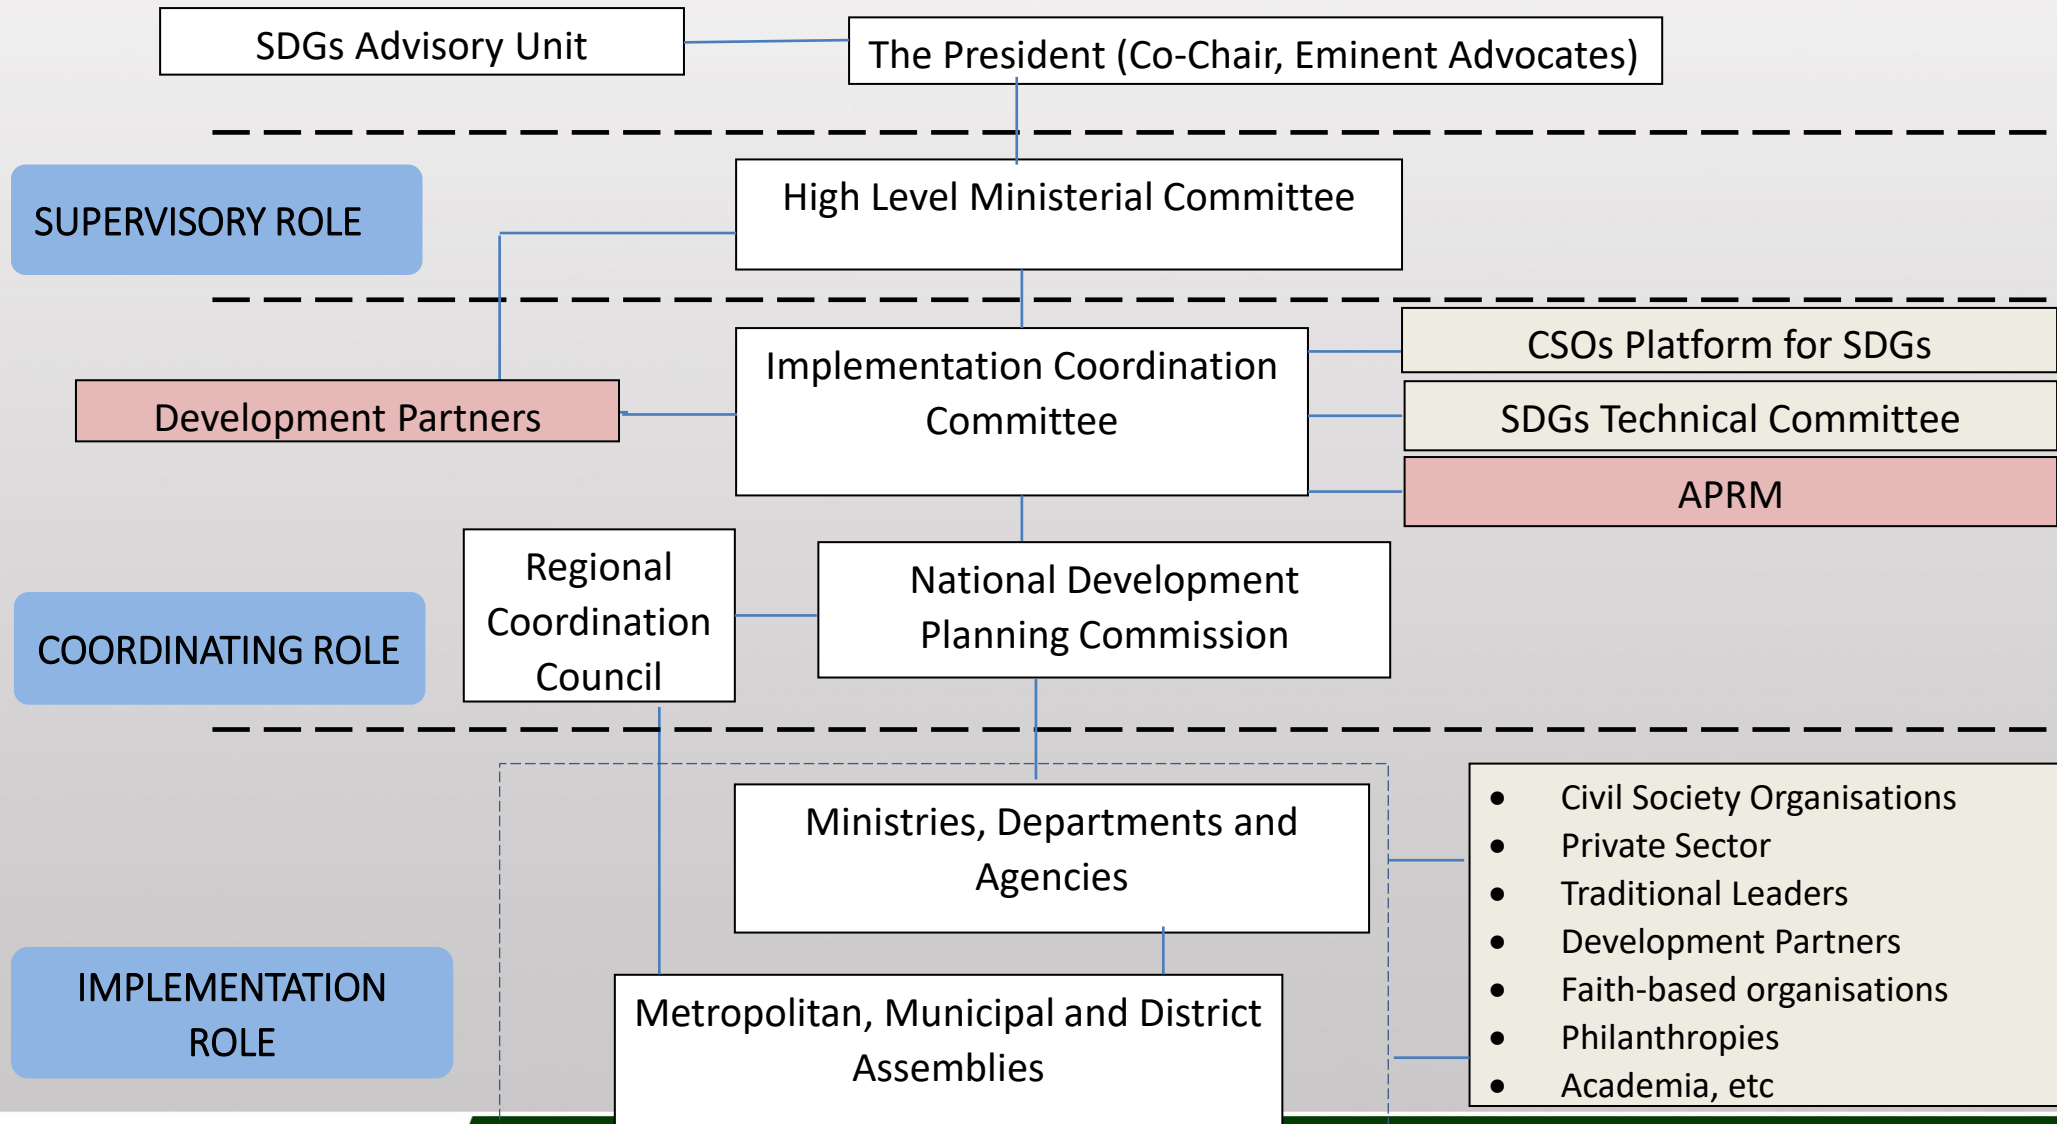 SDGs Advisory Unit
The President (Co-Chair, Eminent Advocates)
SUPERVISORY ROLE
High Level Ministerial Committee
Development Partners
Implementation Coordination
Committee
CSOs Platform for SDGs
SDGs Technical Committee
APRM
COORDINATING ROLE
Regional
Coordination
Council
National Development
Planning Commission
IMPLEMENTATION
ROLE
Ministries, Departments and
Agencies
Metropolitan, Municipal and District
Assemblies
• Civil Society Organisations
• Private Sector
• Traditional Leaders
• Development Partners
• Faith-based organisations
• Philanthropies
• Academia, etc